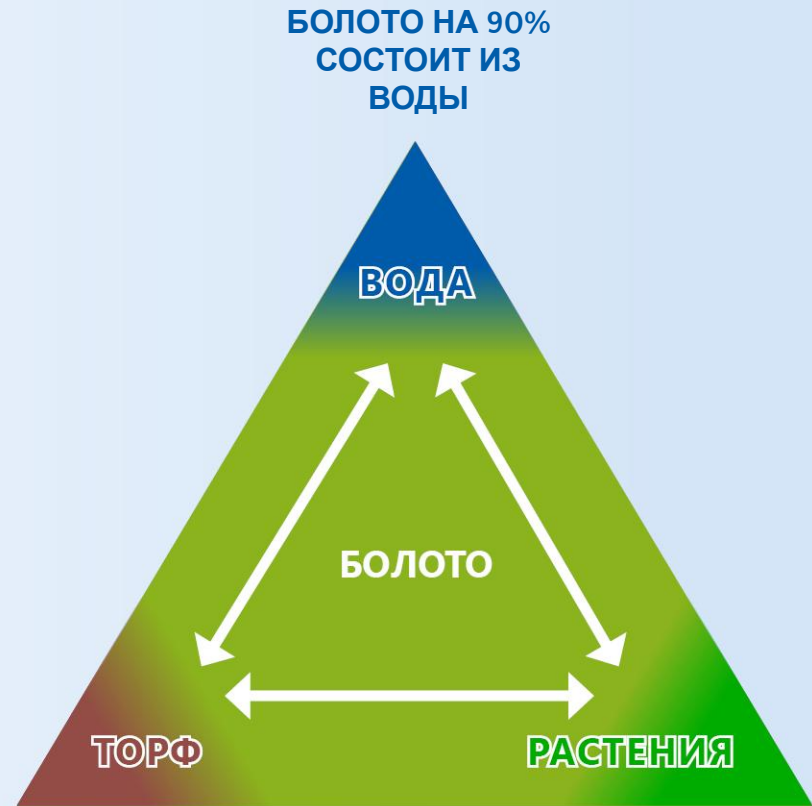 БОЛОТО НА 90%
СОСТОИТ ИЗ
ВОДЫ
ВОДА
БОЛОТО
ТОРФ
РАСТЕНИЯ